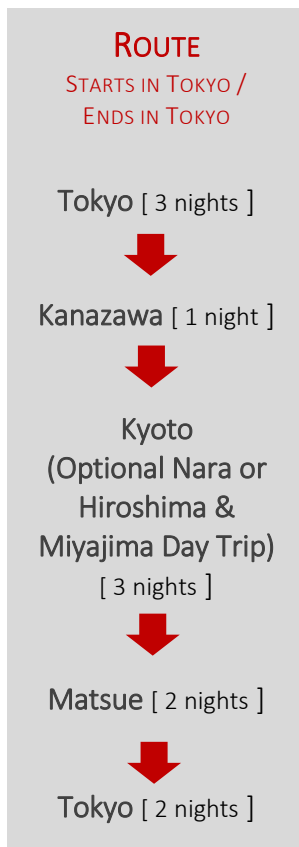 ROUTE
STARTS IN TOKYO /
ENDS IN TOKYO
Tokyo [ 3 nights ]
Kanazawa [ 1 night ]
Kyoto
(Optional Nara or
Hiroshima &
Miyajima Day Trip)
[ 3 nights ]
Matsue [ 2 nights ]
Tokyo [ 2 nights ]